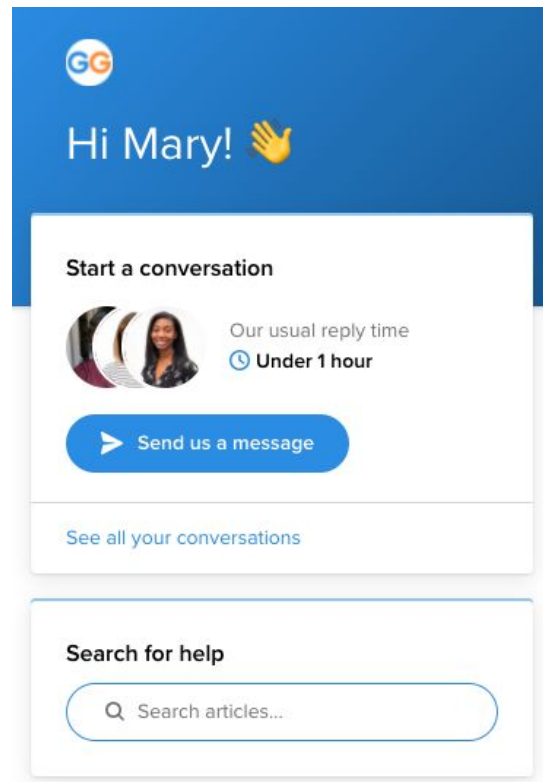 GG
Hi Mary! 👋
Start a conversation
Our usual reply time
Under 1 hour
Send us a message
See all your conversations
Search for help
Search articles...